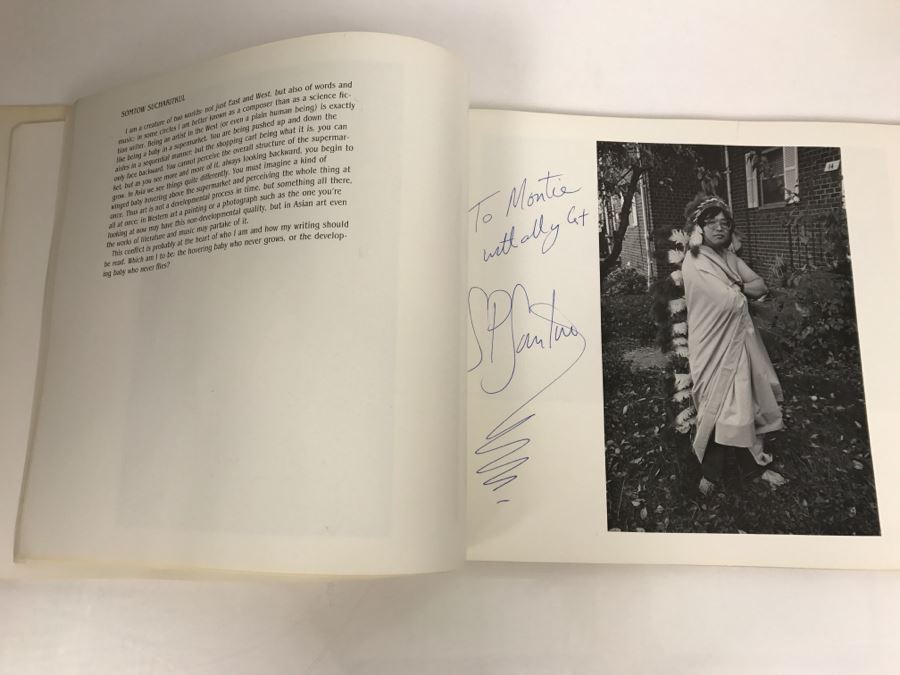 SOMTOW SUCHARITKUL
I am a creature of two worlds- not just East and West, but also of words and
music; in some circles I am better known as a composer than as a science fic-
tion writer. Being an artist in the West (or even a plain human being) is exactly
like being a baby in a supermarket. You are being pushed up and down the
aisles in a sequential manner, but the shopping cart being what it is, you can
only face backward. You cannot perceive the overall structure of the supermar-
ket, but as you see more and more of it, always looking backward, you begin to
grow. In Asia we see things quite differently. You must imagine a kind of
winged baby hovering above the supermarket and perceiving the whole thing at
once. Thus art is not a developmental process in time, but something all there,
all at once; in Western art a painting or a photograph such as the one you're
looking at now may have this non-developmental quality, but in Asian art even
the works of literature and music may partake of it.
This conflict is probably at the heart of who I am and how my writing should
be read. Which am I to be: the hovering baby who never grows, or the develop-
ing baby who never flies?
To Montie
with all my
SP Somtow
14